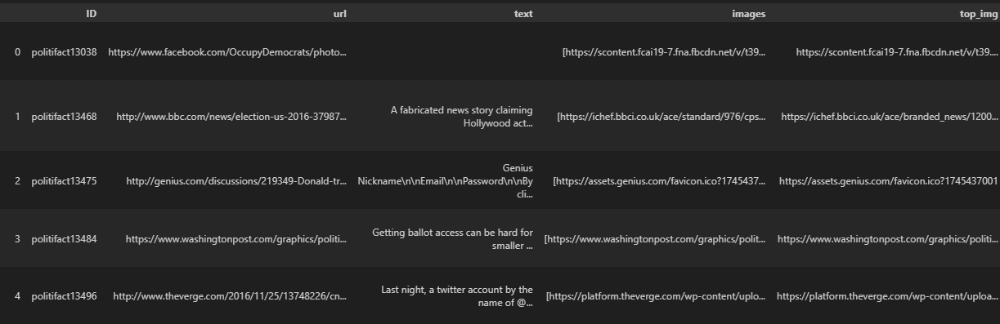 ID url text images top_img
0 politifact13038 https://www.facebook.com/OccupyDemocrats/photo... [https://scontent.fcai19-7.fna.fbcdn.net/v/t39... https://scontent.fcai19-7.fna.fbcdn.net/v/t39....
A fabricated news story claiming
1 politifact13468 http://www.bbc.com/news/election-us-2016-37987... [https://ichef.bbci.co.uk/ace/standard/976/cps... https://ichef.bbci.co.uk/ace/branded_news/1200...
Hollywood act...
Genius
2 politifact13475 http://genius.com/discussions/219349-Donald-tr... Nickname\n\nEmail\n\nPassword\n\nBy [https://assets.genius.com/favicon.ico?1745437... https://assets.genius.com/favicon.ico?1745437001
cli...
Getting ballot access can be hard for
3 politifact13484 https://www.washingtonpost.com/graphics/politi... [https://www.washingtonpost.com/graphics/polit... https://www.washingtonpost.com/graphics/politi...
smaller ...
Last night, a twitter account by the
4 politifact13496 http://www.theverge.com/2016/11/25/13748226/cn... [https://platform.theverge.com/wp-content/uplo... https://platform.theverge.com/wp-content/uploa...
name of @...